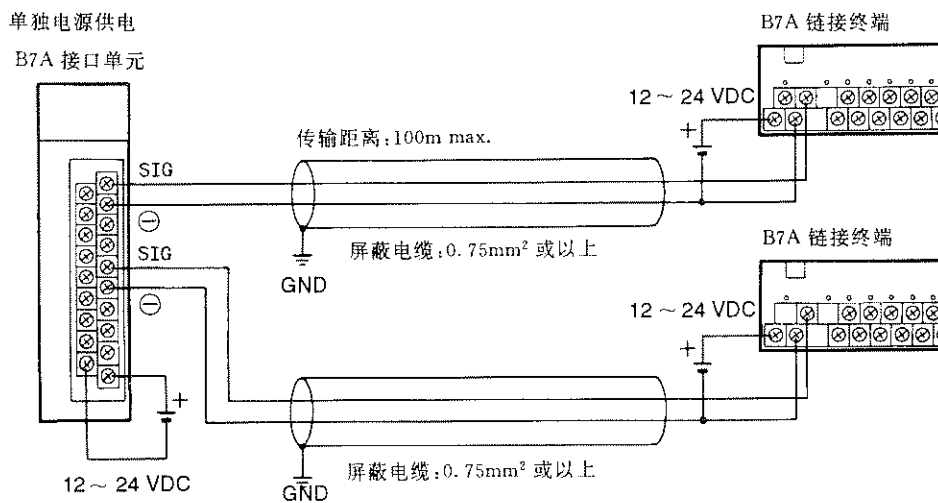 单独电源供电
B7A 接口单元
B7A 链接终端
12～24 VDC
+
传输距离:100m max.
SIG
⊖
屏蔽电缆:0.75mm² 或以上
GND
B7A 链接终端
SIG
⊖
12～24 VDC
+
+
12～24 VDC
屏蔽电缆:0.75mm² 或以上
GND